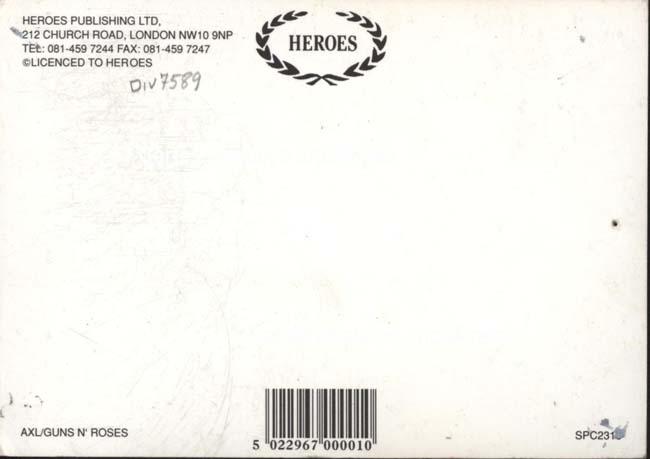 HEROES PUBLISHING LTD,
212 CHURCH ROAD, LONDON NW10 9NP
TEL: 081-459 7244 FAX: 081-459 7247
©LICENCED TO HEROES
Div7589
HEROES
5 022967 000010
AXL/GUNS N' ROSES